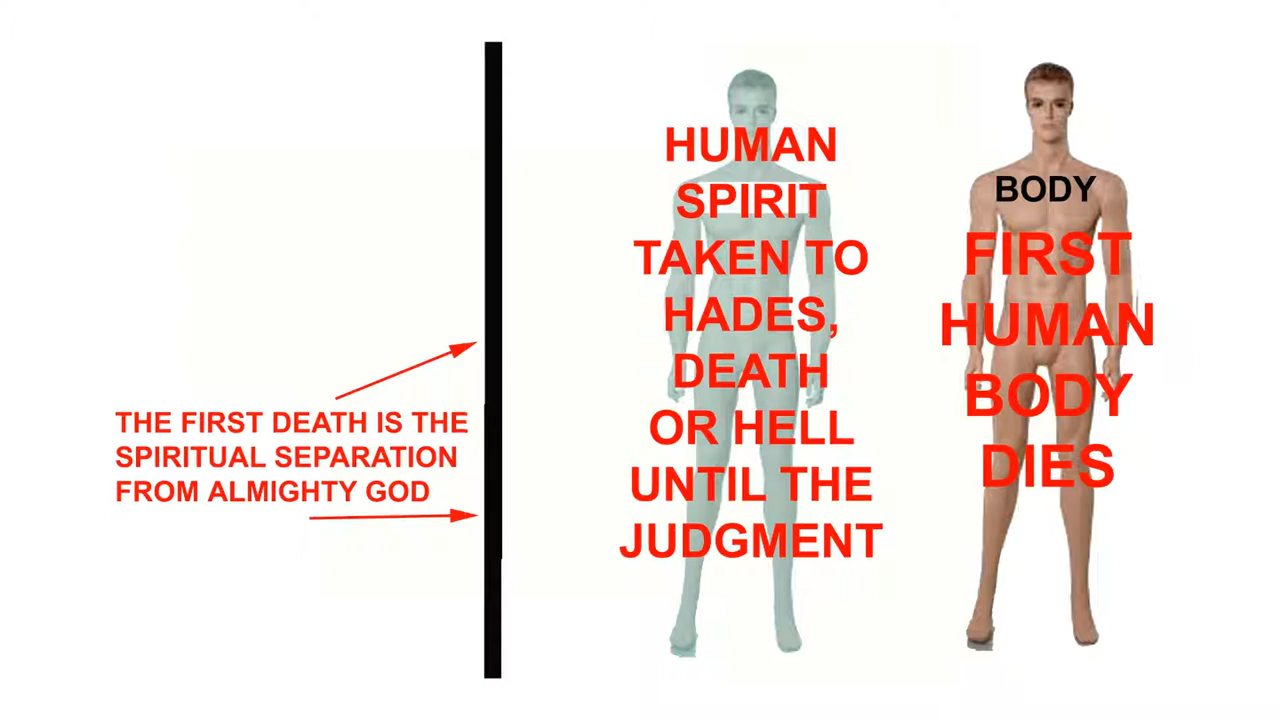 THE FIRST DEATH IS THE
SPIRITUAL SEPARATION
FROM ALMIGHTY GOD
HUMAN
SPIRIT
TAKEN TO
HADES,
DEATH
OR HELL
UNTIL THE
JUDGMENT
BODY
FIRST
HUMAN
BODY
DIES